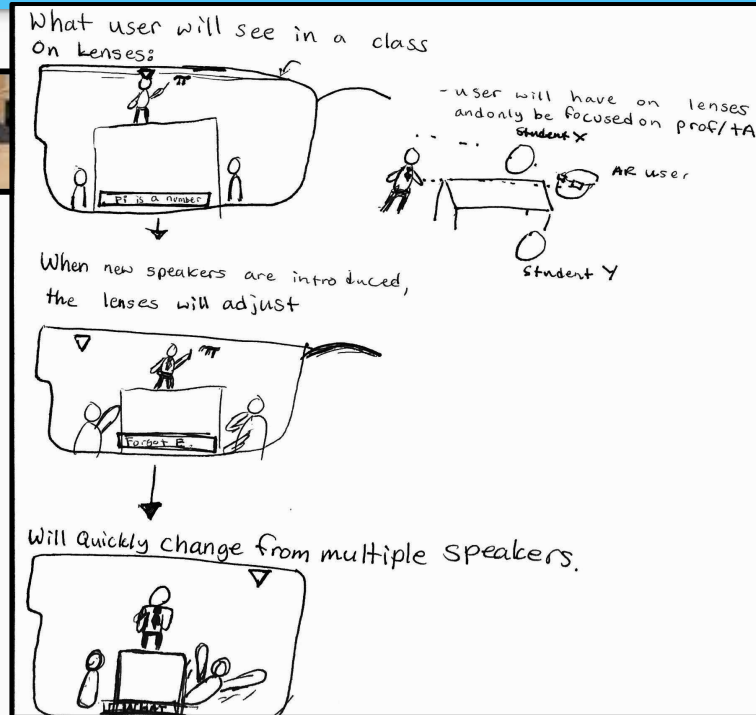 What user will see in a class
On Lenses:
π
Pi is a number
- user will have on lenses
and only be focused on prof/TA
Student X
AR user
Student Y
When new speakers are introduced,
the lenses will adjust
π
Forgot E.
Will Quickly Change from multiple speakers.
WHAT